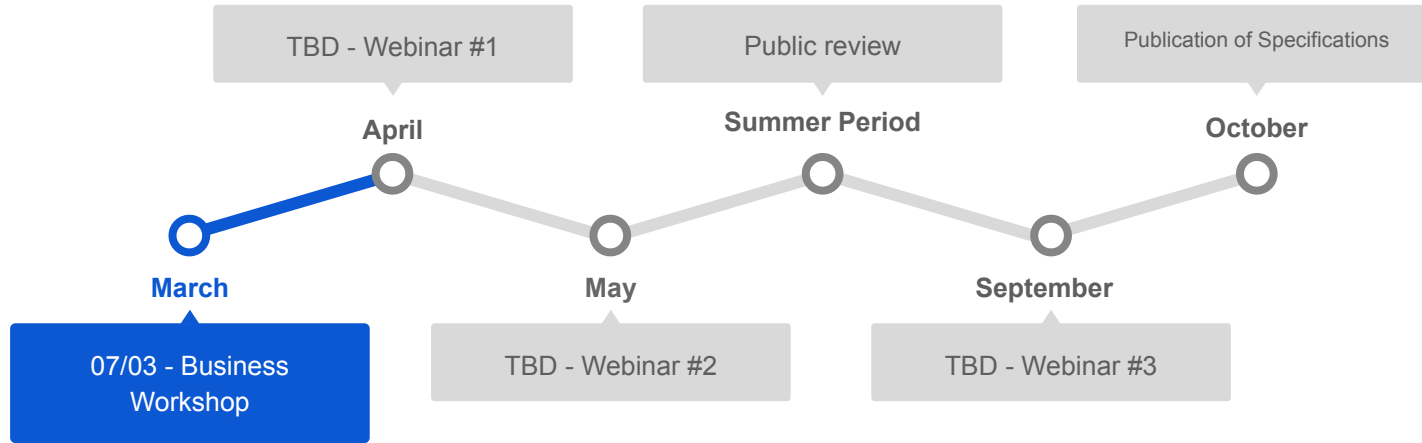 TBD - Webinar #1
Public review
Publication of Specifications
April
Summer Period
October
March
May
September
07/03 - Business
Workshop
TBD - Webinar #2
TBD - Webinar #3